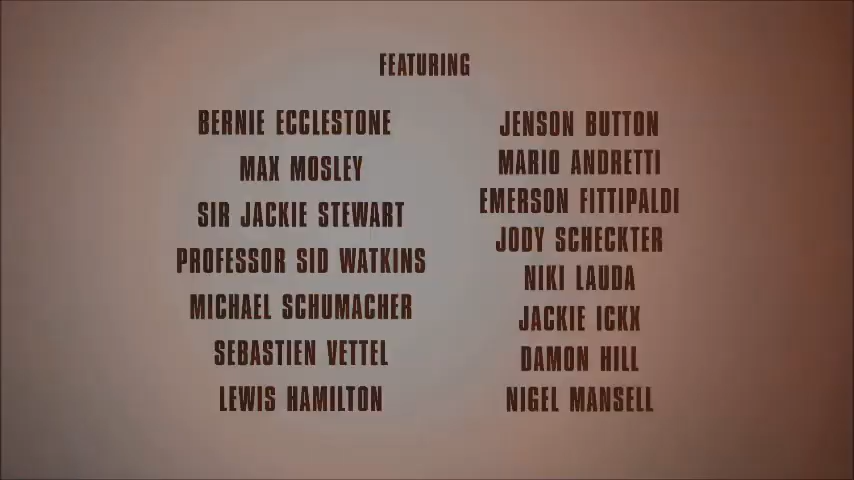 FEATURING
BERNIE ECCLESTONE
MAX MOSLEY
SIR JACKIE STEWART
PROFESSOR SID WATKINS
MICHAEL SCHUMACHER
SEBASTIEN VETTEL
LEWIS HAMILTON
JENSON BUTTON
MARIO ANDRETTI
EMERSON FITTIPALDI
JODY SCHECKTER
NIKI LAUDA
JACKIE ICKX
DAMON HILL
NIGEL MANSELL